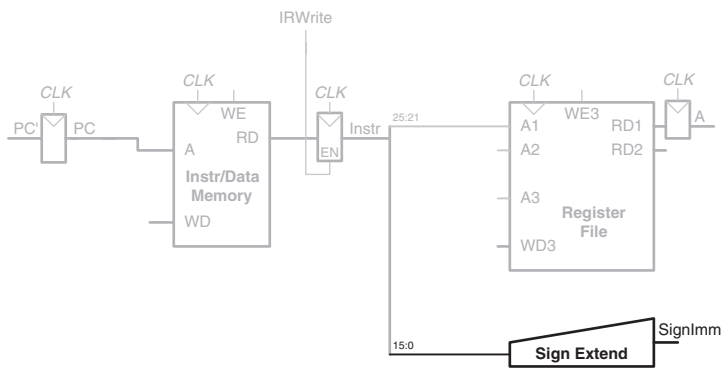 IRWrite
CLK
CLK
CLK
CLK
CLK
PC'
PC
WE
RD
A
Instr/Data
Memory
WD
EN
Instr
25:21
A1
WE3
RD1
A
A2
RD2
A3
Register
File
WD3
15:0
SignImm
Sign Extend